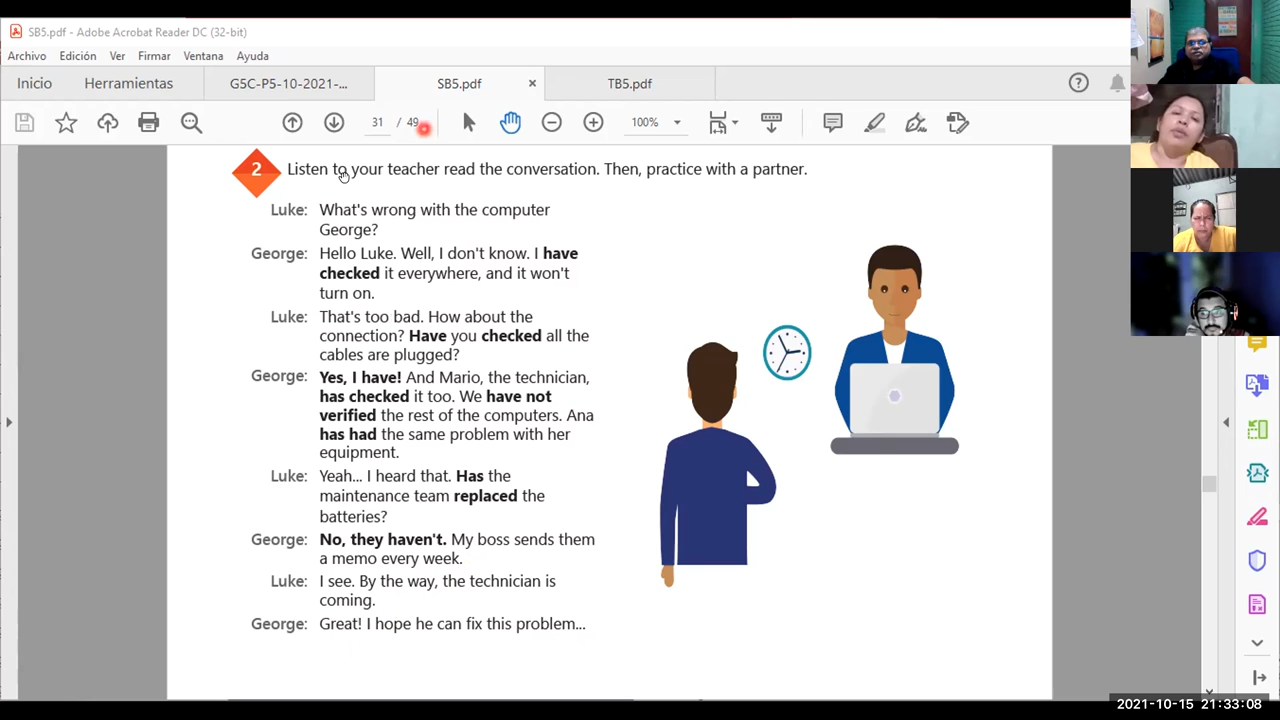 SB5.pdf - Adobe Acrobat Reader DC (32-bit)
Archivo Edición Ver Firmar Ventana Ayuda
Inicio Herramientas G5C-P5-10-2021-... SB5.pdf × TB5.pdf
31 / 49 100%
2 Listen to your teacher read the conversation. Then, practice with a partner.
Luke: What's wrong with the computer
George?
George: Hello Luke. Well, I don't know. I have
checked it everywhere, and it won't
turn on.
Luke: That's too bad. How about the
connection? Have you checked all the
cables are plugged?
George: Yes, I have! And Mario, the technician,
has checked it too. We have not
verified the rest of the computers. Ana
has had the same problem with her
equipment.
Luke: Yeah... I heard that. Has the
maintenance team replaced the
batteries?
George: No, they haven't. My boss sends them
a memo every week.
Luke: I see. By the way, the technician is
coming.
George: Great! I hope he can fix this problem...
2021-10-15 21:33:08